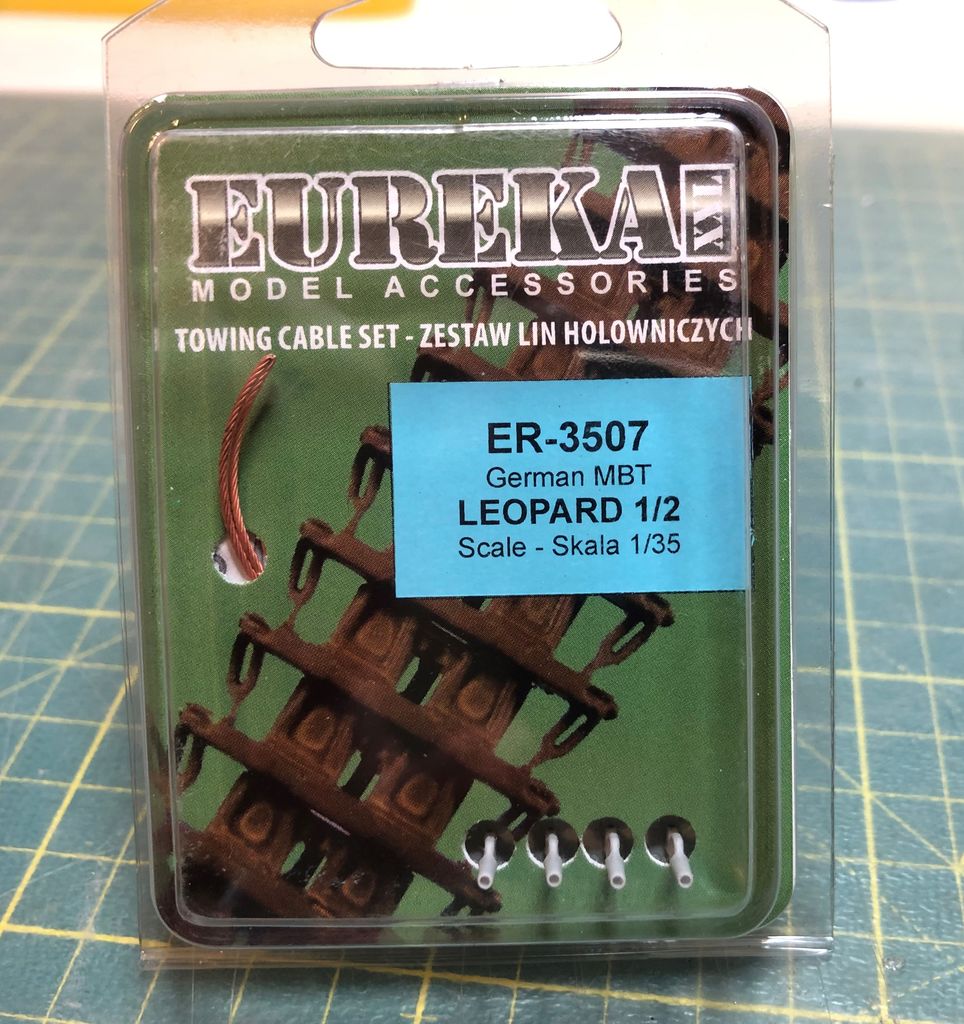 EUREKA XXL
MODEL ACCESSORIES
TOWING CABLE SET - ZESTAW LIN HOLOWNICZYCH
ER-3507
German MBT
LEOPARD 1/2
Scale - Skala 1/35